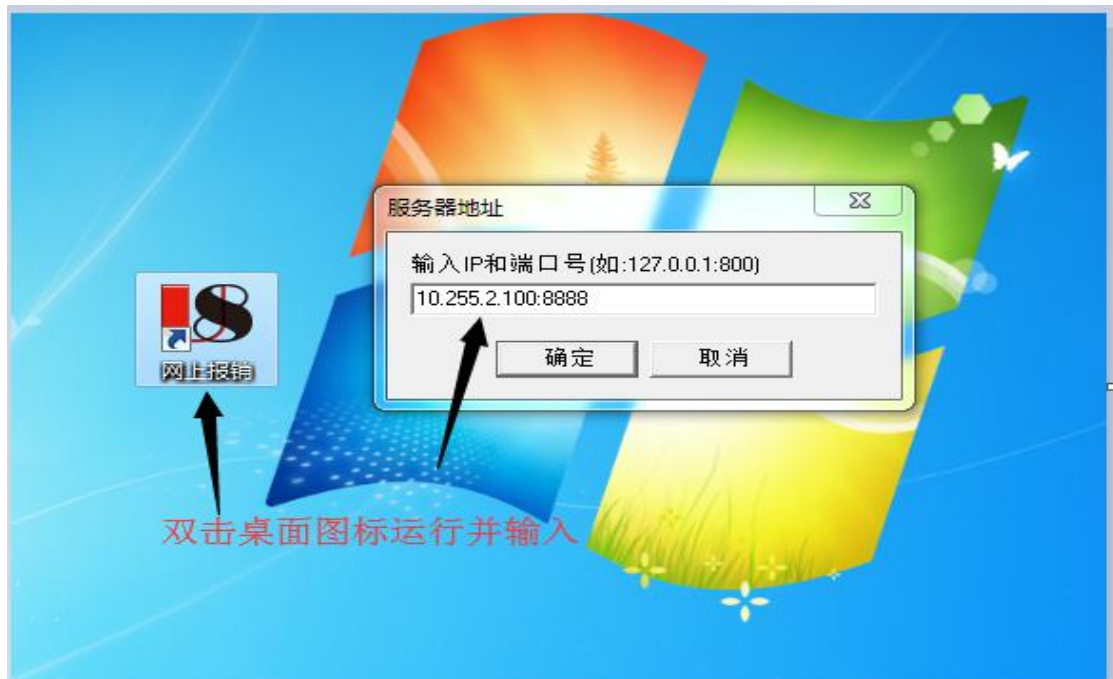 服务器地址
输入IP和端口号(如:127.0.0.1:800)
10.255.2.100:8888
确定
取消
网上报销
双击桌面图标运行并输入